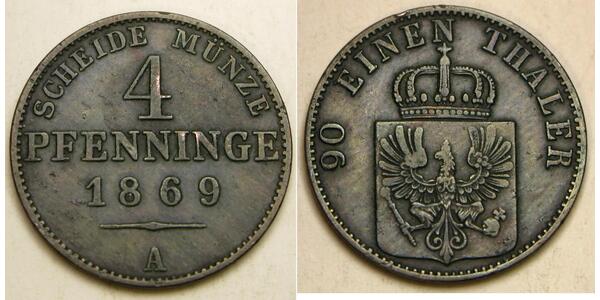 SCHEIDE MÜNZE
4
PFENNINGE
1869
A
90 EINEN THALER